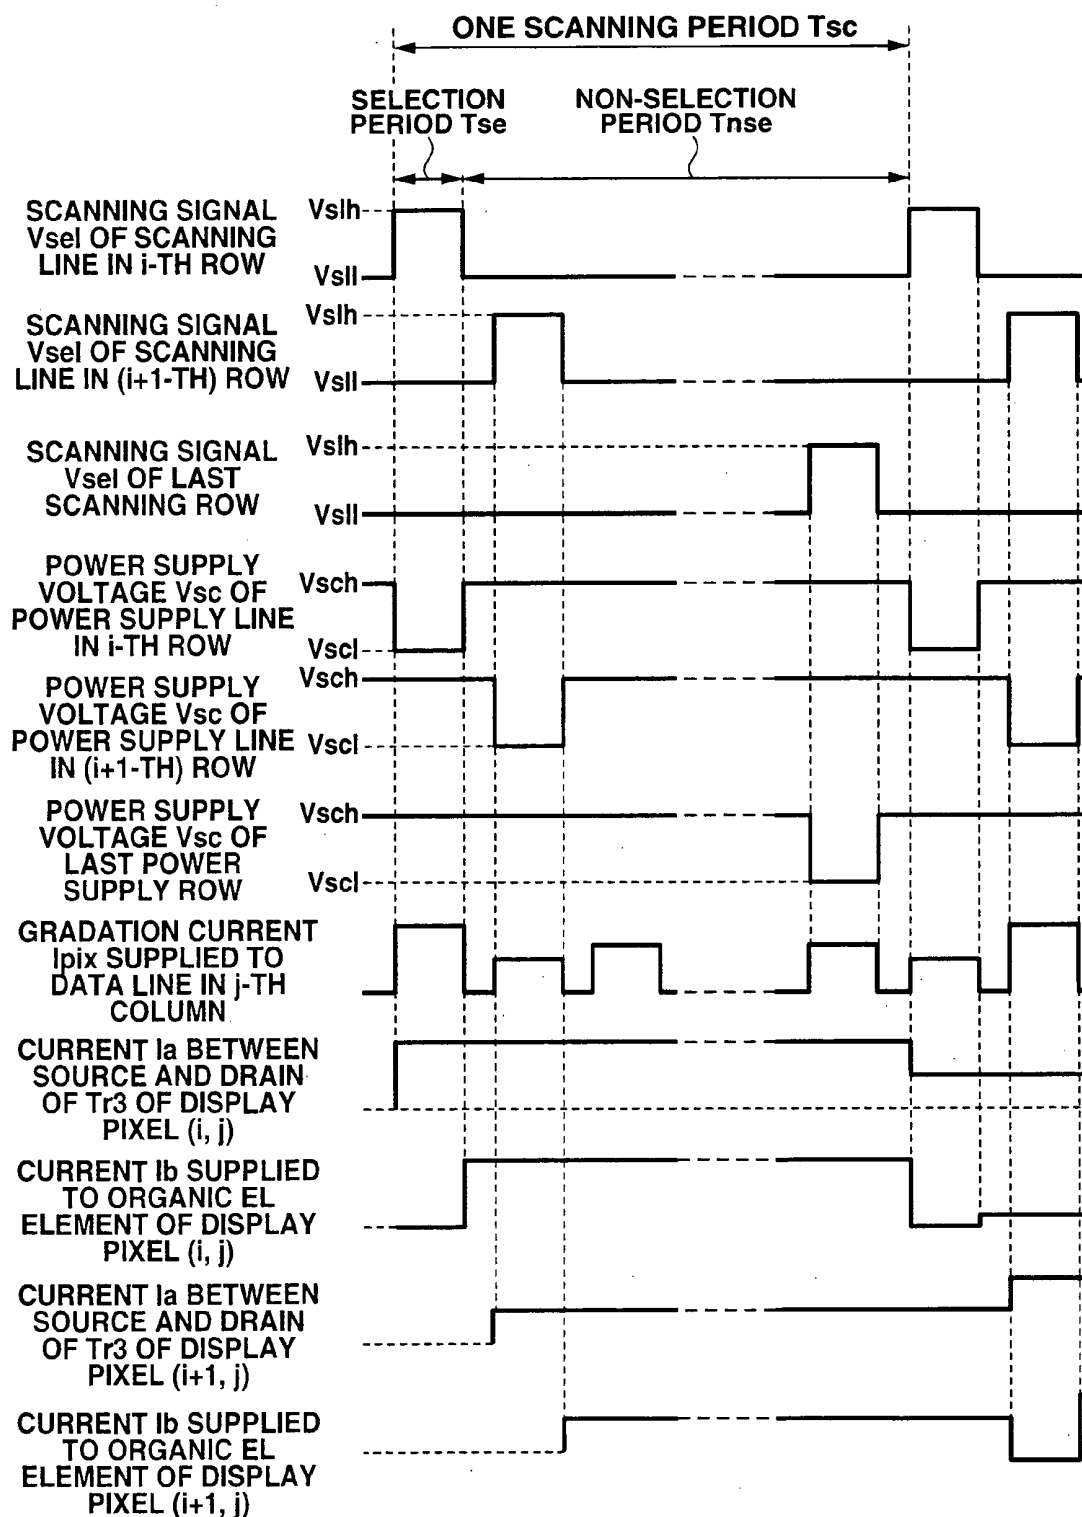 ONE SCANNING PERIOD Tsc
SELECTION
PERIOD Tse
NON-SELECTION
PERIOD Tnse
SCANNING SIGNAL
Vsel OF SCANNING
LINE IN i-TH ROW
Vslh
Vsll
SCANNING SIGNAL
Vsel OF SCANNING
LINE IN (i+1-TH) ROW
Vslh
Vsll
SCANNING SIGNAL
Vsel OF LAST
SCANNING ROW
Vslh
Vsll
POWER SUPPLY
VOLTAGE Vsc OF
POWER SUPPLY LINE
IN i-TH ROW
Vsch
Vscl
POWER SUPPLY
VOLTAGE Vsc OF
POWER SUPPLY LINE
IN (i+1-TH) ROW
Vsch
Vscl
POWER SUPPLY
VOLTAGE Vsc OF
LAST POWER
SUPPLY ROW
Vsch
Vscl
GRADATION CURRENT
Ipix SUPPLIED TO
DATA LINE IN j-TH
COLUMN
CURRENT Ia BETWEEN
SOURCE AND DRAIN
OF Tr3 OF DISPLAY
PIXEL (i, j)
CURRENT Ib SUPPLIED
TO ORGANIC EL
ELEMENT OF DISPLAY
PIXEL (i, j)
CURRENT Ia BETWEEN
SOURCE AND DRAIN
OF Tr3 OF DISPLAY
PIXEL (i+1, j)
CURRENT Ib SUPPLIED
TO ORGANIC EL
ELEMENT OF DISPLAY
PIXEL (i+1, j)